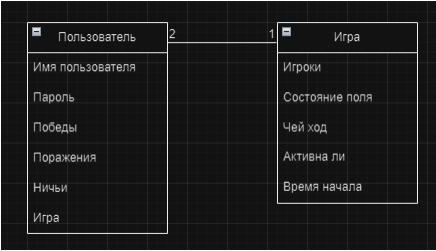 Пользователь
Имя пользователя
Пароль
Победы
Поражения
Ничьи
Игра
2
1
Игра
Игроки
Состояние поля
Чей ход
Активна ли
Время начала